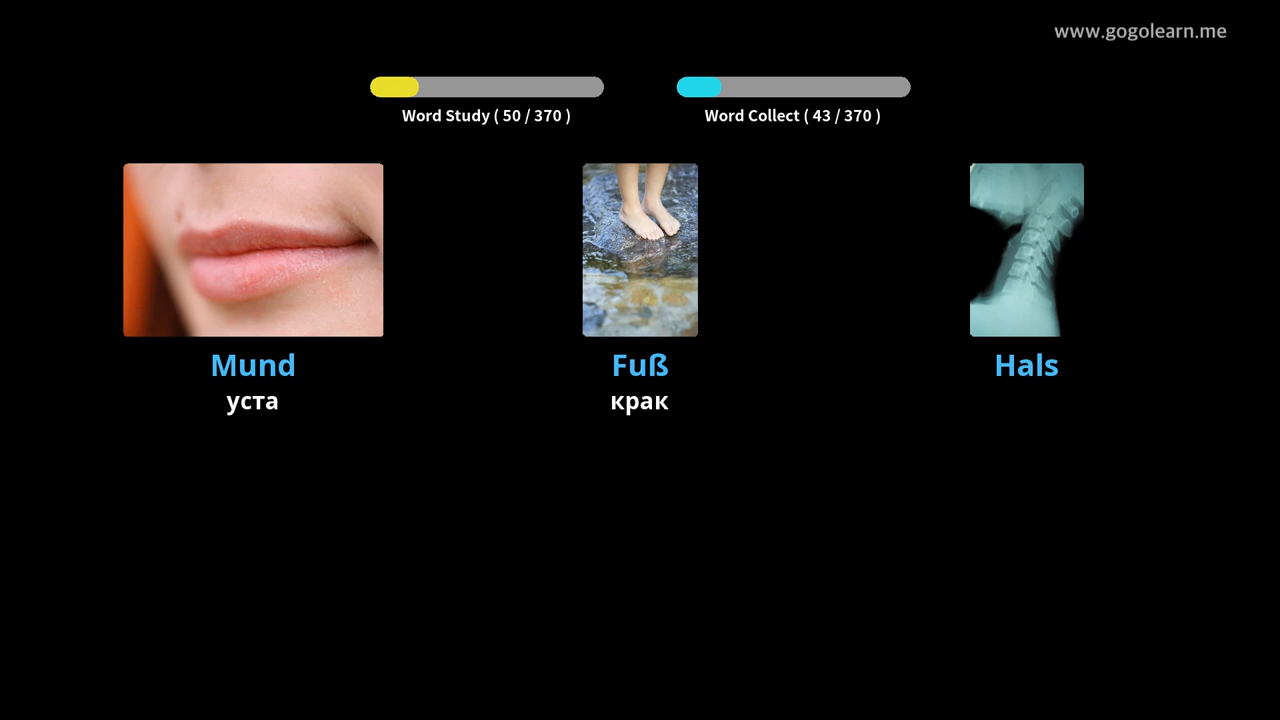 www.gogolearn.me
Word Study ( 50 / 370 )
Word Collect ( 43 / 370 )
Mund
уста
Fuß
крак
Hals